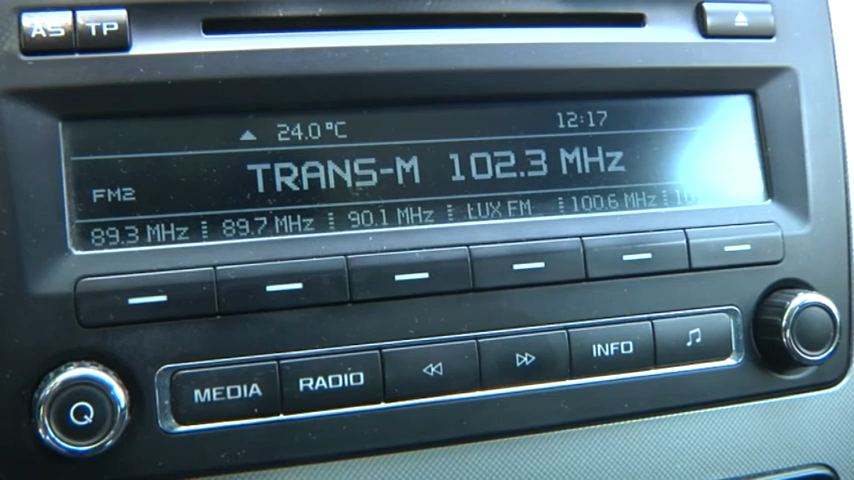 AS TP
24.0°C 12:17
TRANS-M 102.3 MHz
FM2
89.3 MHz 89.7 MHz 90.1 MHz ŁUX FM 100.6 MHz
MEDIA RADIO INFO